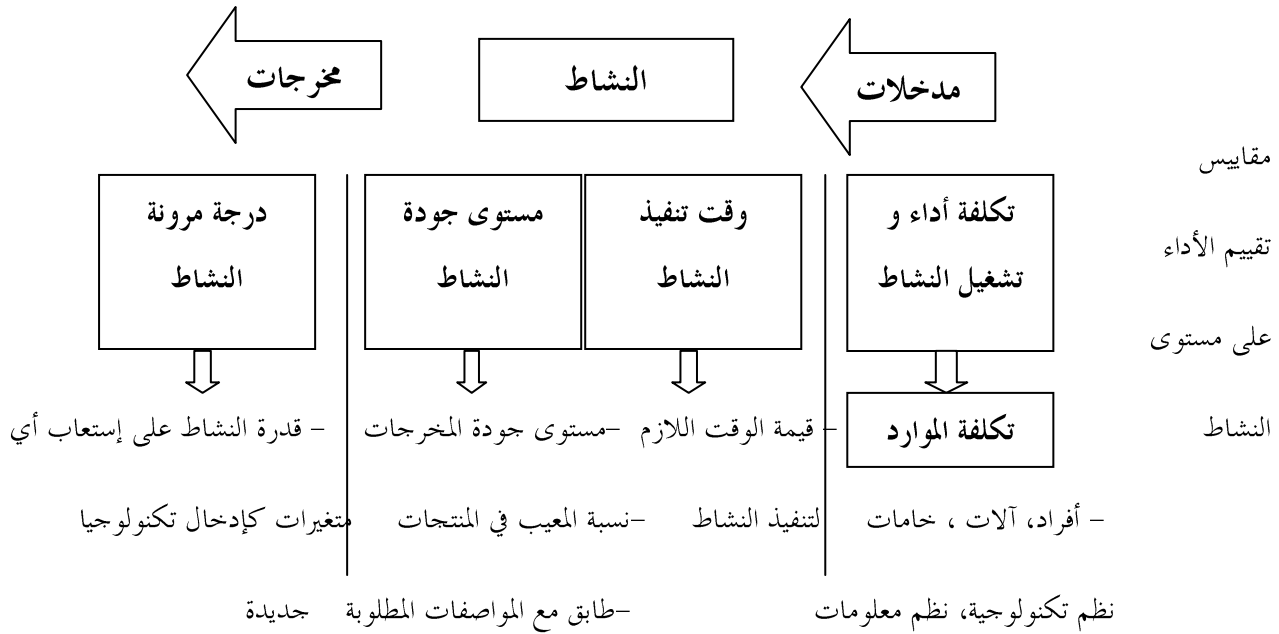 مدخلات
النشاط
مخرجات
مقاييس
تقييم الأداء
على مستوى
النشاط
تكلفة أداء و
تشغيل النشاط
وقت تنفيذ
النشاط
مستوى جودة
النشاط
درجة مرونة
النشاط
تكلفة الموارد
– أفراد، آلات ، خامات
نظم تكنولوجية، نظم معلومات
– قيمة الوقت اللازم
لتنفيذ النشاط
–مستوى جودة المخرجات
–نسبة المعيب في المنتجات
–طابق مع المواصفات المطلوبة
– قدرة النشاط على إستعاب أي
متغيرات كإدخال تكنولوجيا
جديدة